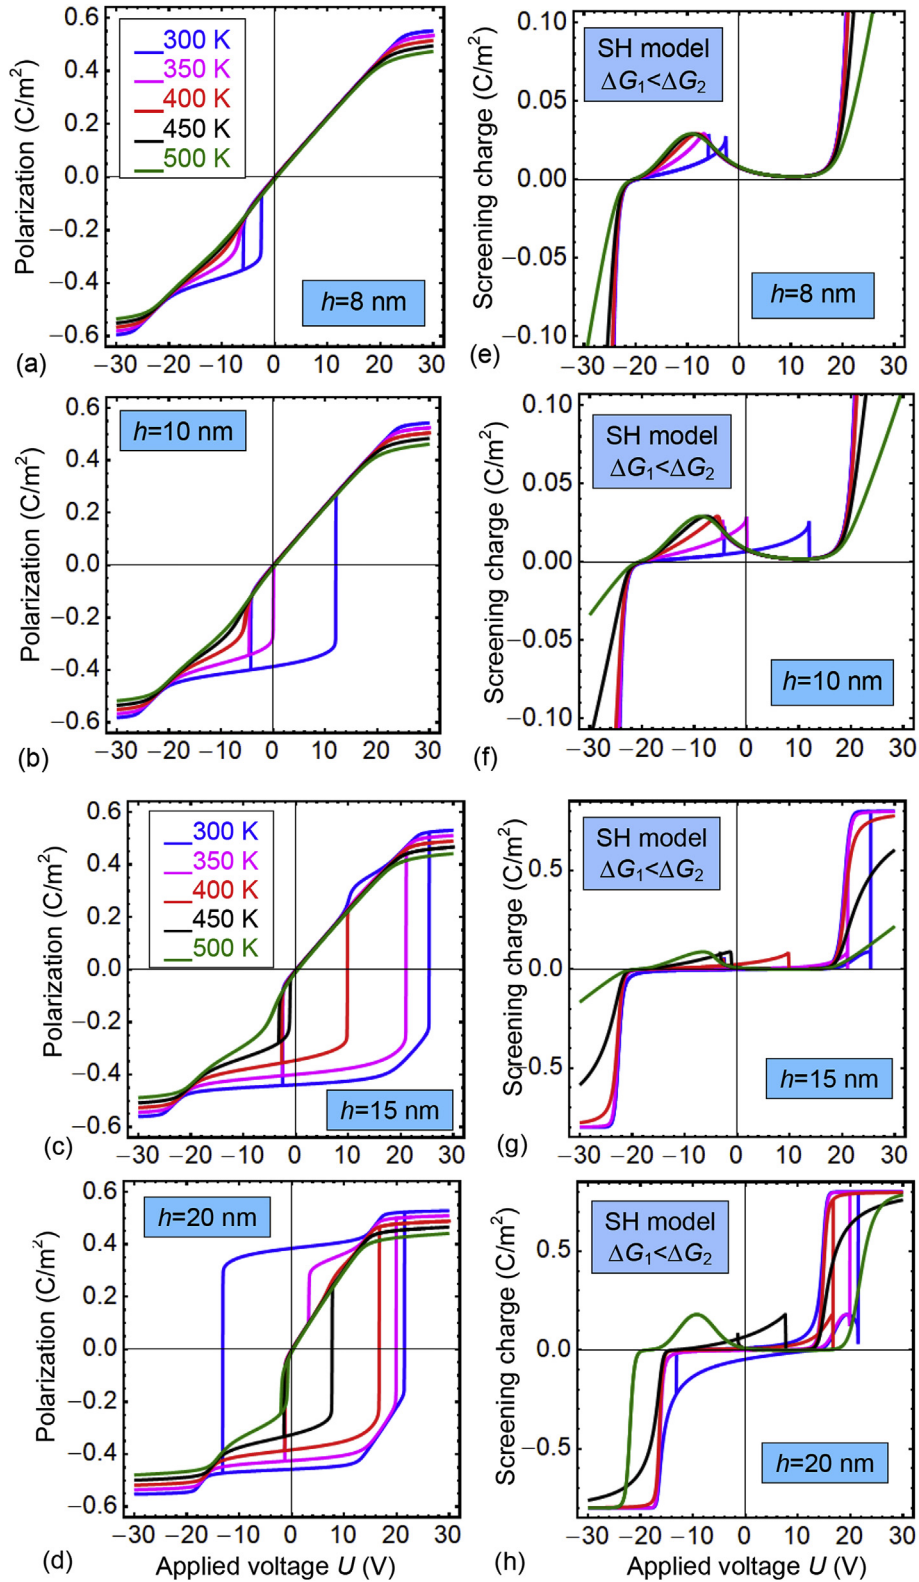 Polarization (C/m²)
0.6
0.4
0.2
0.0
−0.2
−0.4
−0.6
300 K
350 K
400 K
450 K
500 K
h=8 nm
−30 −20 −10 0 10 20 30
(a)
Screening charge (C/m²)
0.10
0.05
0.00
−0.05
−0.10
SH model
ΔG₁<ΔG₂
h=8 nm
−30 −20 −10 0 10 20 30
(e)
Polarization (C/m²)
0.6
0.4
0.2
0.0
−0.2
−0.4
−0.6
h=10 nm
−30 −20 −10 0 10 20 30
(b)
Screening charge (C/m²)
0.10
0.05
0.00
−0.05
−0.10
SH model
ΔG₁<ΔG₂
h=10 nm
−30 −20 −10 0 10 20 30
(f)
Polarization (C/m²)
0.6
0.4
0.2
0.0
−0.2
−0.4
−0.6
300 K
350 K
400 K
450 K
500 K
h=15 nm
−30 −20 −10 0 10 20 30
(c)
Screening charge (C/m²)
0.5
0.0
−0.5
SH model
ΔG₁<ΔG₂
h=15 nm
−30 −20 −10 0 10 20 30
(g)
Polarization (C/m²)
0.6
0.4
0.2
0.0
−0.2
−0.4
−0.6
h=20 nm
−30 −20 −10 0 10 20 30
(d)
Applied voltage U (V)
Screening charge (C/m²)
0.5
0.0
−0.5
SH model
ΔG₁<ΔG₂
h=20 nm
−30 −20 −10 0 10 20 30
(h)
Applied voltage U (V)